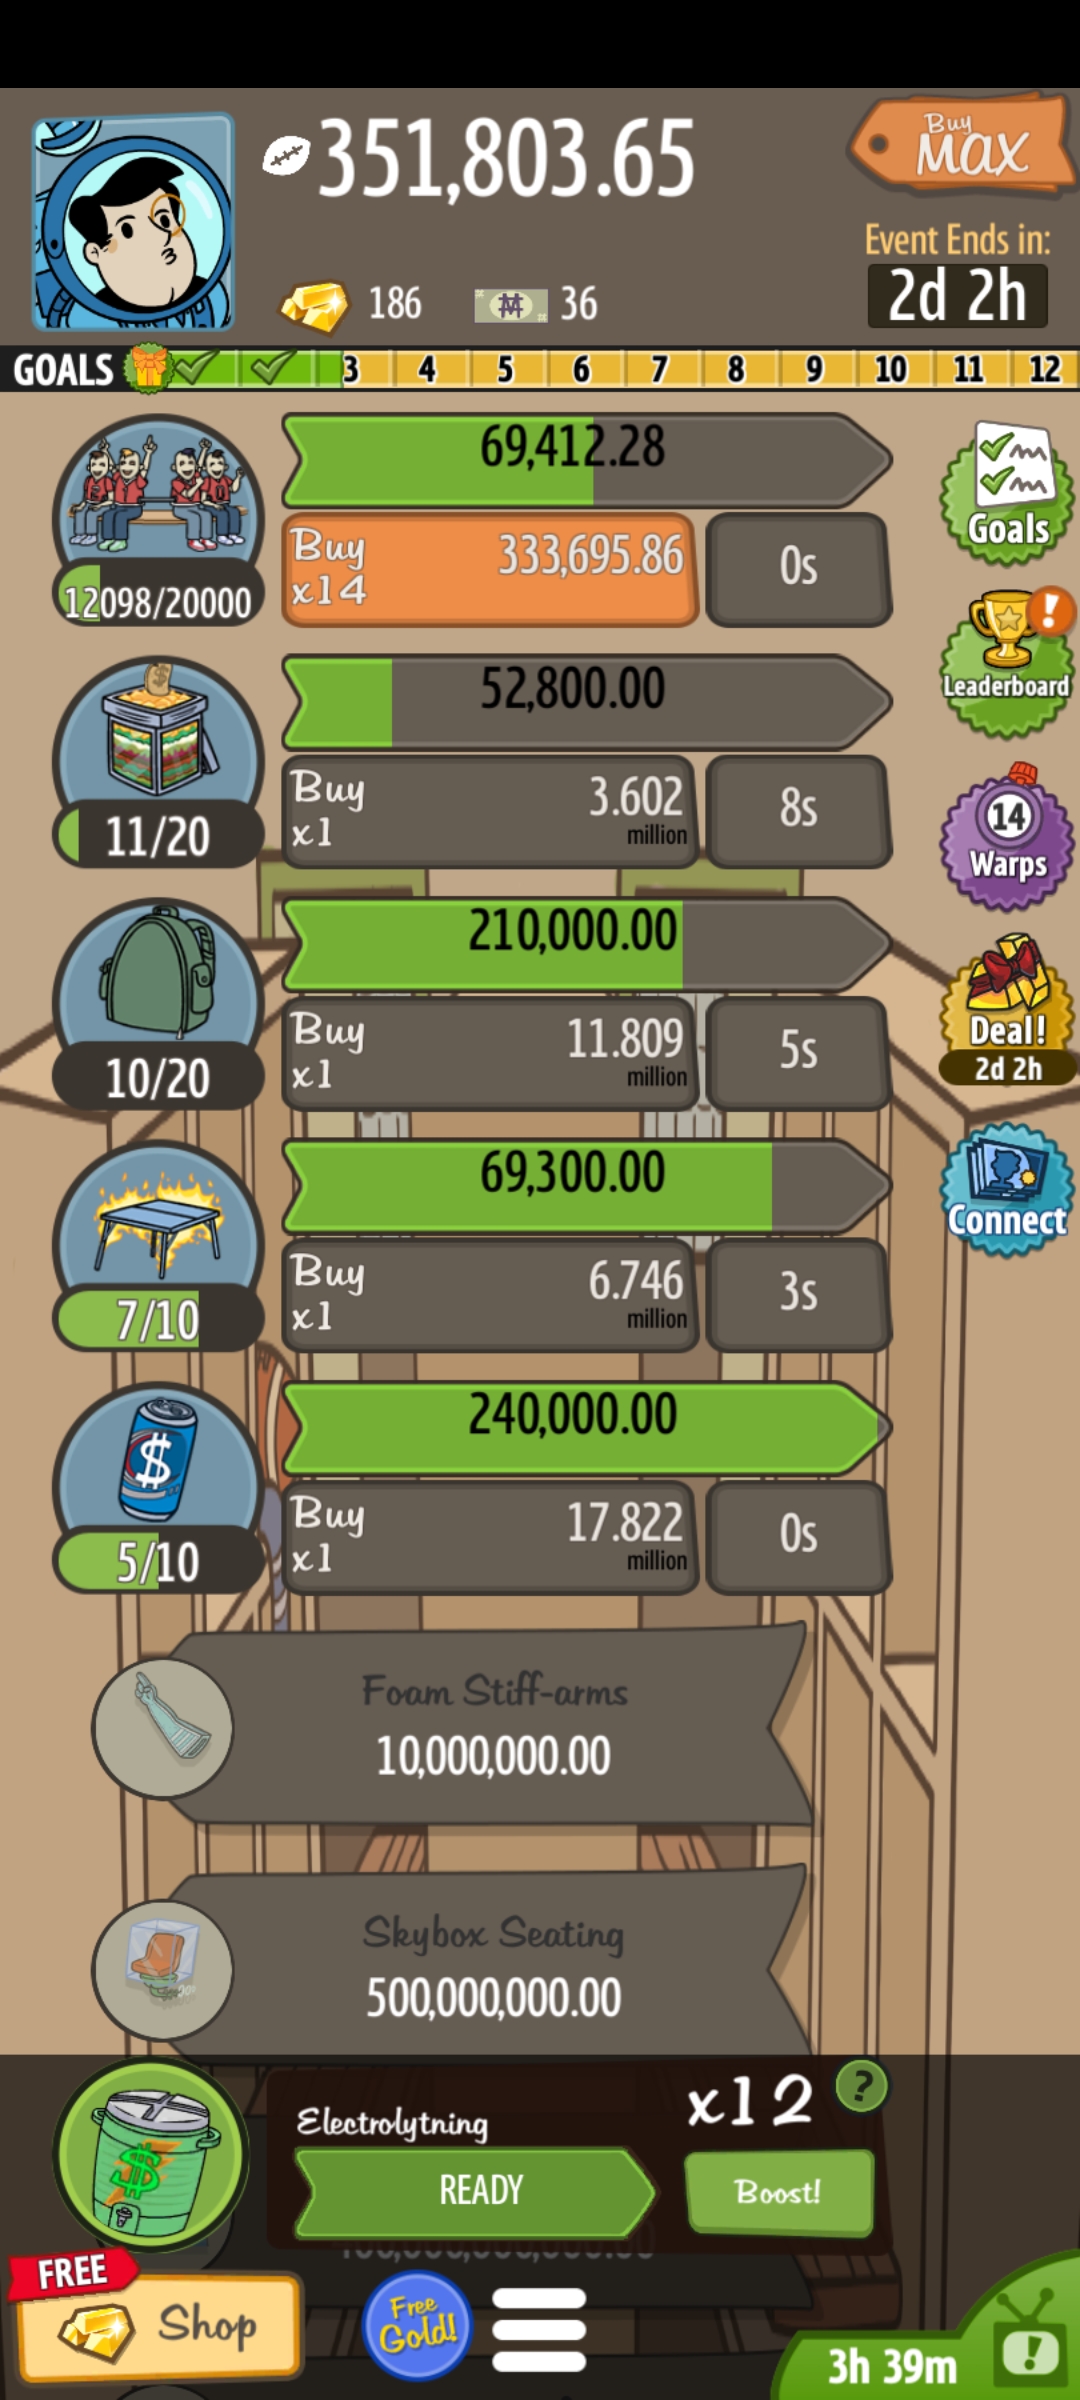 351,803.65
Buy
MAX
Event Ends in:
2d 2h
186
36
GOALS 3 4 5 6 7 8 9 10 11 12
69,412.28
Buy
x14
333,695.86
0s
12098/20000
Goals
Leaderboard
52,800.00
Buy
x1
3.602
million
8s
11/20
14
Warps
210,000.00
Buy
x1
11.809
million
5s
10/20
Deal!
2d 2h
69,300.00
Buy
x1
6.746
million
3s
7/10
Connect
240,000.00
Buy
x1
17.822
million
0s
5/10
Foam Stiff-arms
10,000,000.00
Skybox Seating
500,000,000.00
Electrolytning
x12
?
READY
Boost!
FREE
Shop
Free
Gold!
3h 39m